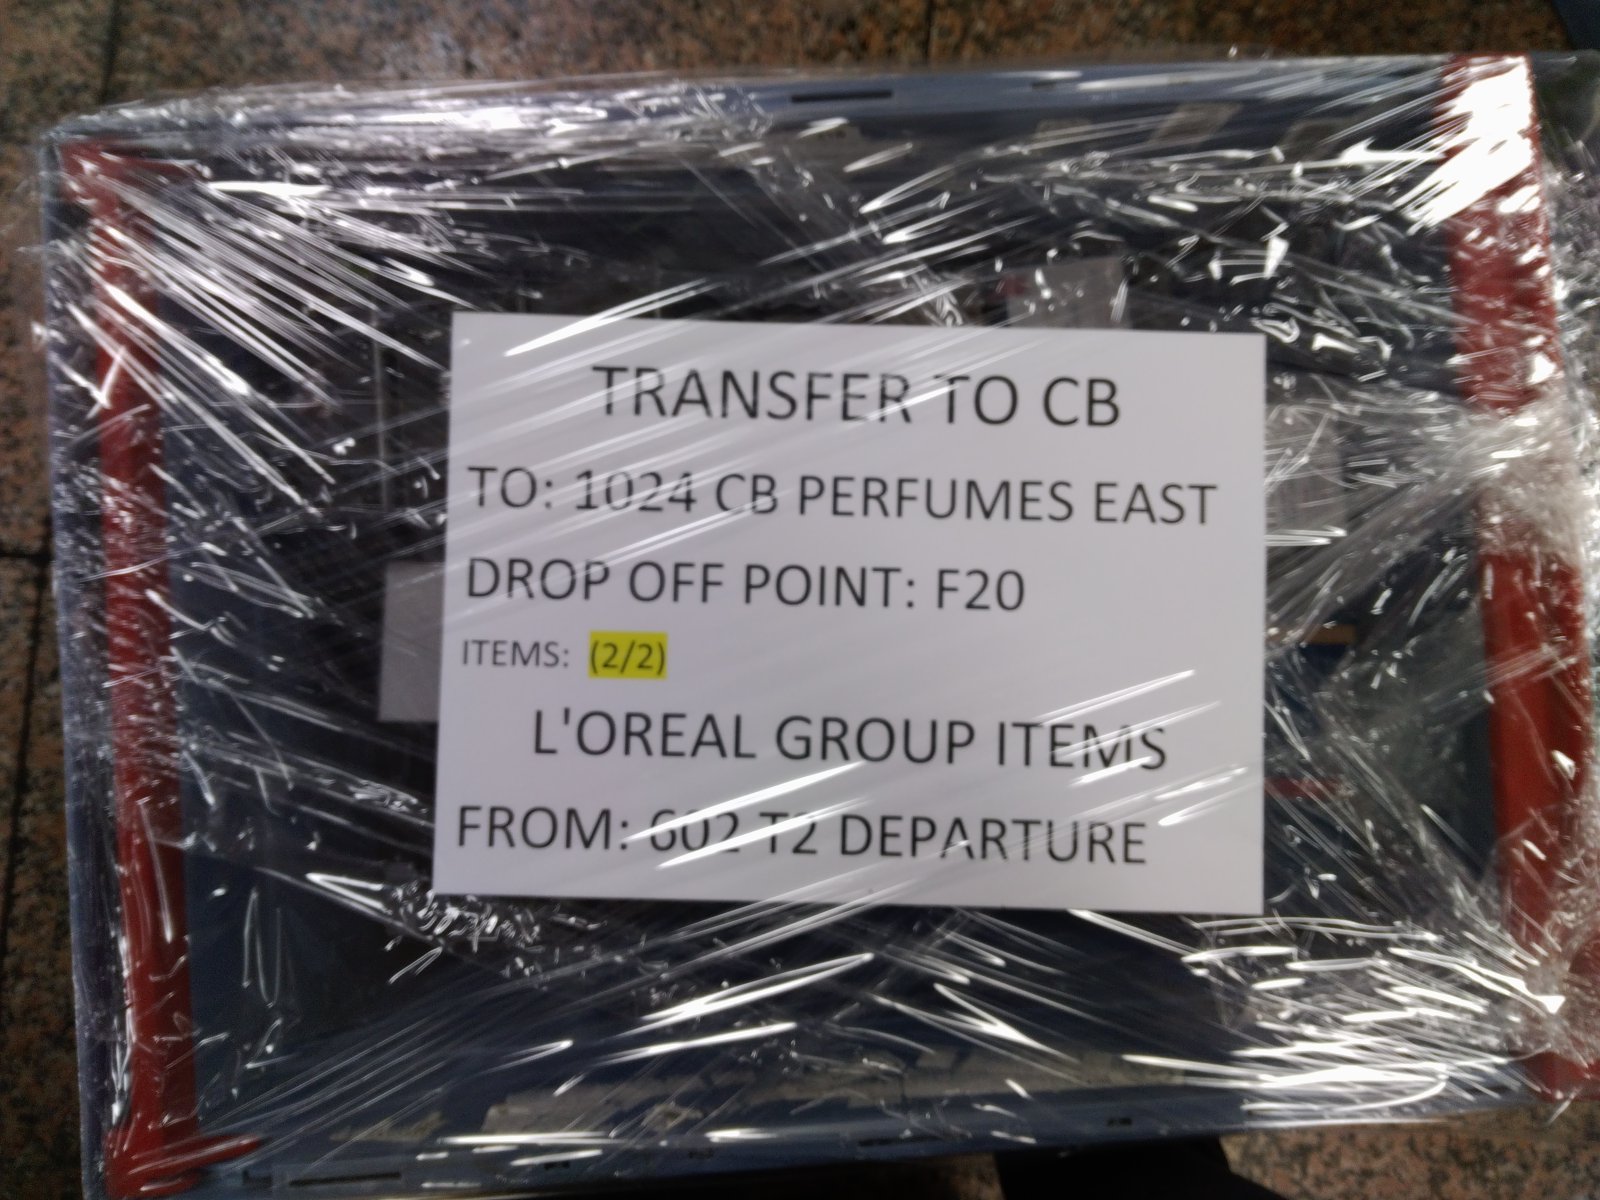 TRANSFER TO CB
TO: 1024 CB PERFUMES EAST
DROP OFF POINT: F20
ITEMS: (2/2)
L'OREAL GROUP ITEMS
FROM: 602 T2 DEPARTURE